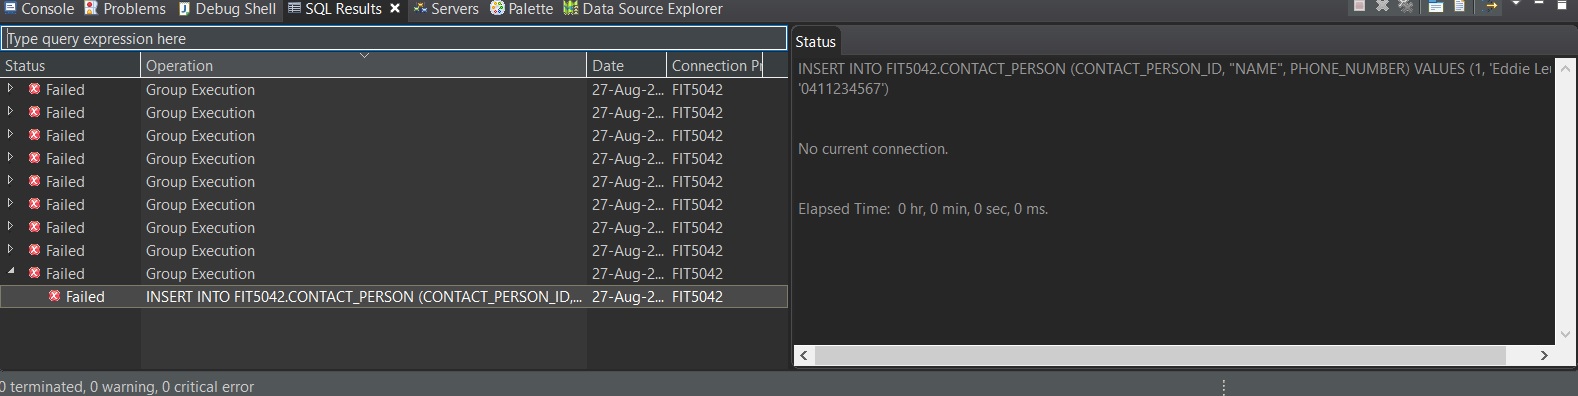 Console Problems Debug Shell SQL Results Servers Palette Data Source Explorer
Type query expression here
Status Operation Date Connection Pr
Failed Group Execution 27-Aug-2... FIT5042
Failed Group Execution 27-Aug-2... FIT5042
Failed Group Execution 27-Aug-2... FIT5042
Failed Group Execution 27-Aug-2... FIT5042
Failed Group Execution 27-Aug-2... FIT5042
Failed Group Execution 27-Aug-2... FIT5042
Failed Group Execution 27-Aug-2... FIT5042
Failed Group Execution 27-Aug-2... FIT5042
Failed Group Execution 27-Aug-2... FIT5042
Failed INSERT INTO FIT5042.CONTACT_PERSON (CONTACT_PERSON_ID,... 27-Aug-2... FIT5042
Status
INSERT INTO FIT5042.CONTACT_PERSON (CONTACT_PERSON_ID, "NAME", PHONE_NUMBER) VALUES (1, 'Eddie
'0411234567')
No current connection.
Elapsed Time: 0 hr, 0 min, 0 sec, 0 ms.
0 terminated, 0 warning, 0 critical error